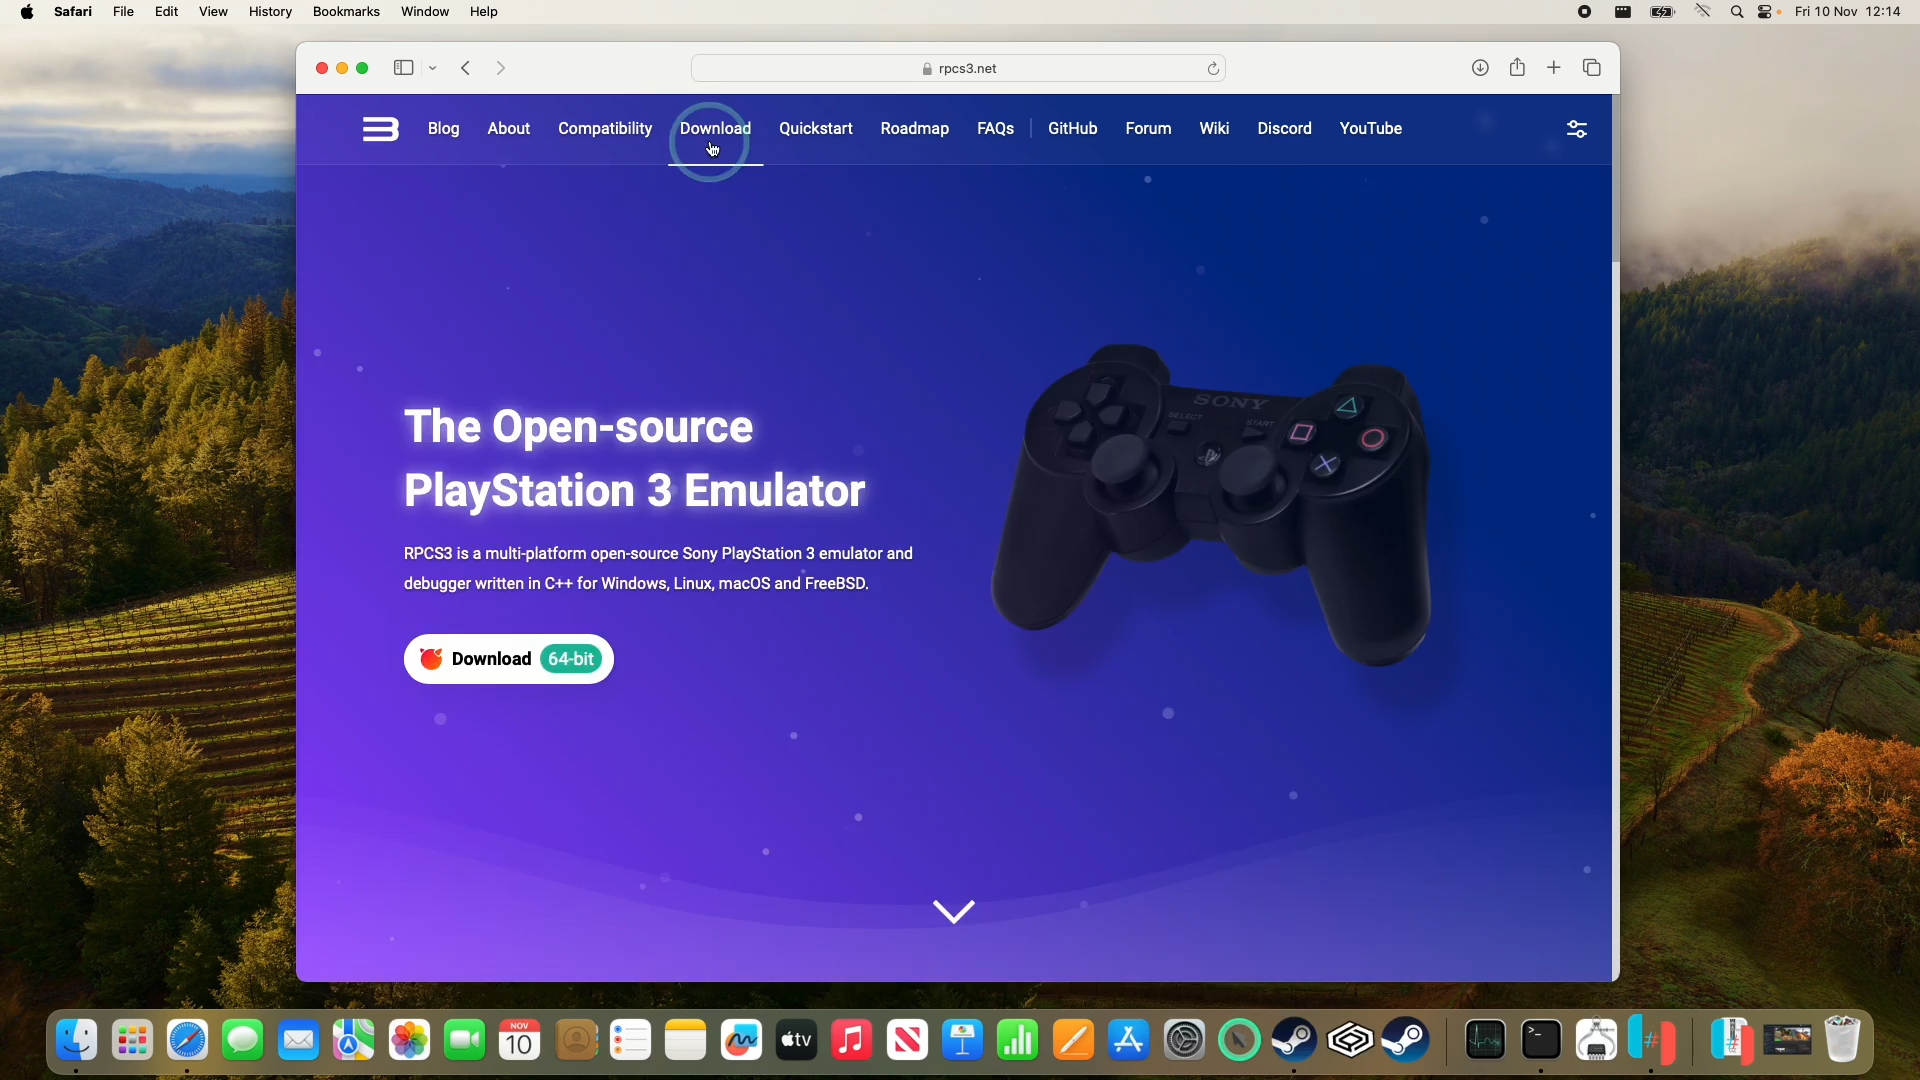 Safari File Edit View History Bookmarks Window Help Fri 10 Nov 12:14
rpcs3.net
Blog About Compatibility Download Quickstart Roadmap FAQs GitHub Forum Wiki Discord YouTube
SONY
SELECT
START
The Open-source
PlayStation 3 Emulator
RPCS3 is a multi-platform open-source Sony PlayStation 3 emulator and
debugger written in C++ for Windows, Linux, macOS and FreeBSD.
Download 64-bit
NOV
10
tv